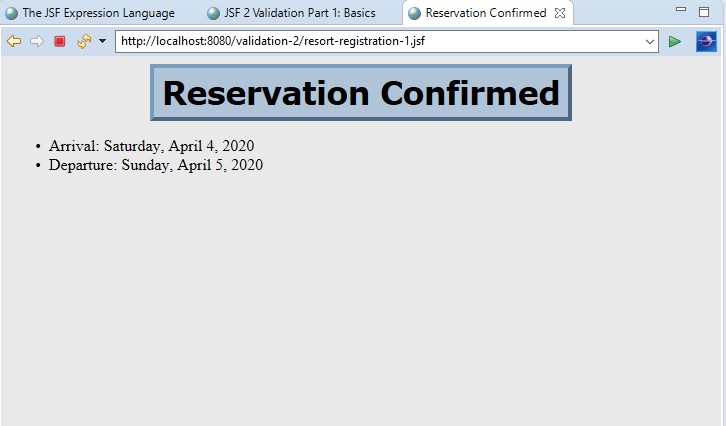 The JSF Expression Language
JSF 2 Validation Part 1: Basics
Reservation Confirmed
http://localhost:8080/validation-2/resort-registration-1.jsf
Reservation Confirmed
• Arrival: Saturday, April 4, 2020
• Departure: Sunday, April 5, 2020